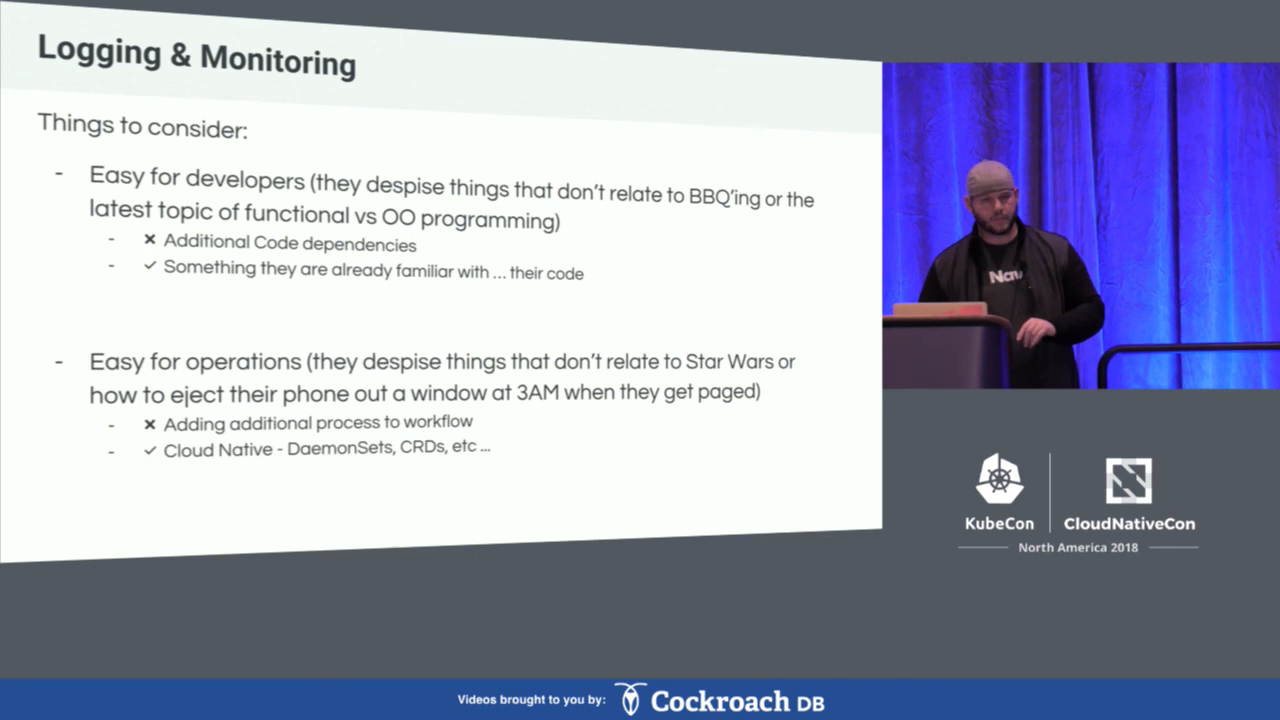 Logging & Monitoring
Things to consider:
- Easy for developers (they despise things that don't relate to BBQ'ing or the
latest topic of functional vs OO programming)
- × Additional Code dependencies
- ✓ Something they are already familiar with ... their code
- Easy for operations (they despise things that don't relate to Star Wars or
how to eject their phone out a window at 3AM when they get paged)
- × Adding additional process to workflow
- ✓ Cloud Native - DaemonSets, CRDs, etc ...
KubeCon
CloudNativeCon
North America 2018
Videos brought to you by:
Cockroach DB